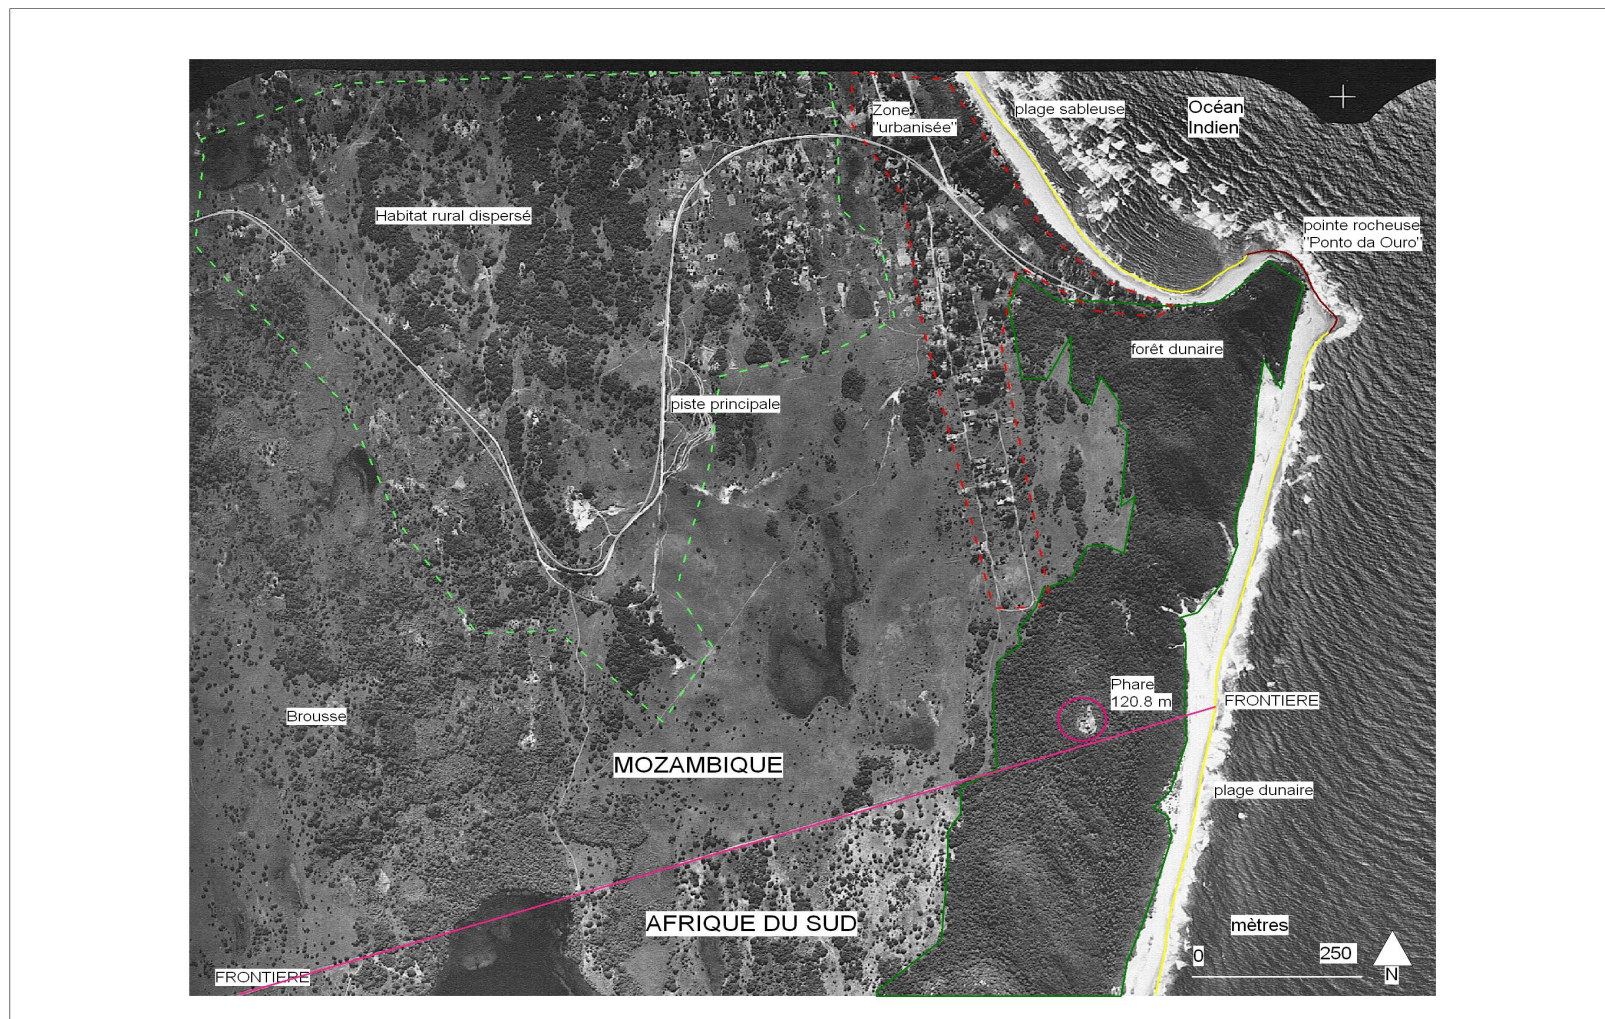 Zone
"urbanisée"
plage sableuse
Océan
Indien
Habitat rural dispersé
pointe rocheuse
"Ponto da Ouro"
forêt dunaire
piste principale
Phare
120.8 m
FRONTIERE
Brousse
MOZAMBIQUE
plage dunaire
AFRIQUE DU SUD
mètres
0 250
N
FRONTIERE